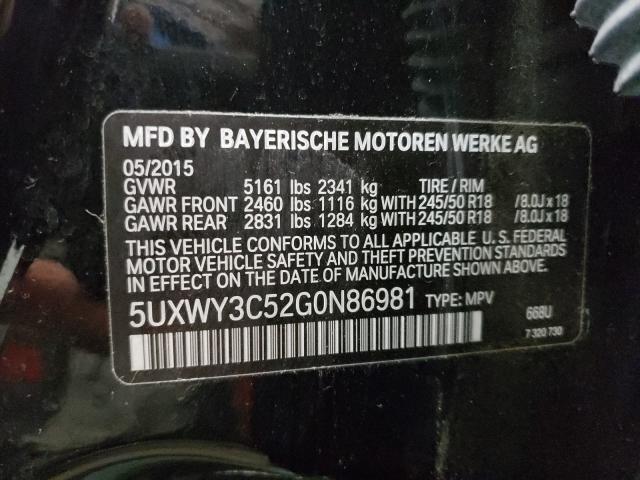 MFD BY BAYERISCHE MOTOREN WERKE AG
05/2015
GVWR 5161 lbs 2341 kg TIRE / RIM
GAWR FRONT 2460 lbs 1116 kg WITH 245/50 R18 /8.0J x 18
GAWR REAR 2831 lbs 1284 kg WITH 245/50 R18 /8.0J x 18
THIS VEHICLE CONFORMS TO ALL APPLICABLE U. S. FEDERAL
MOTOR VEHICLE SAFETY AND THEFT PREVENTION STANDARDS
IN EFFECT ON THE DATE OF MANUFACTURE SHOWN ABOVE.
5UXWY3C52G0N86981 TYPE: MPV 668U
7 320 730